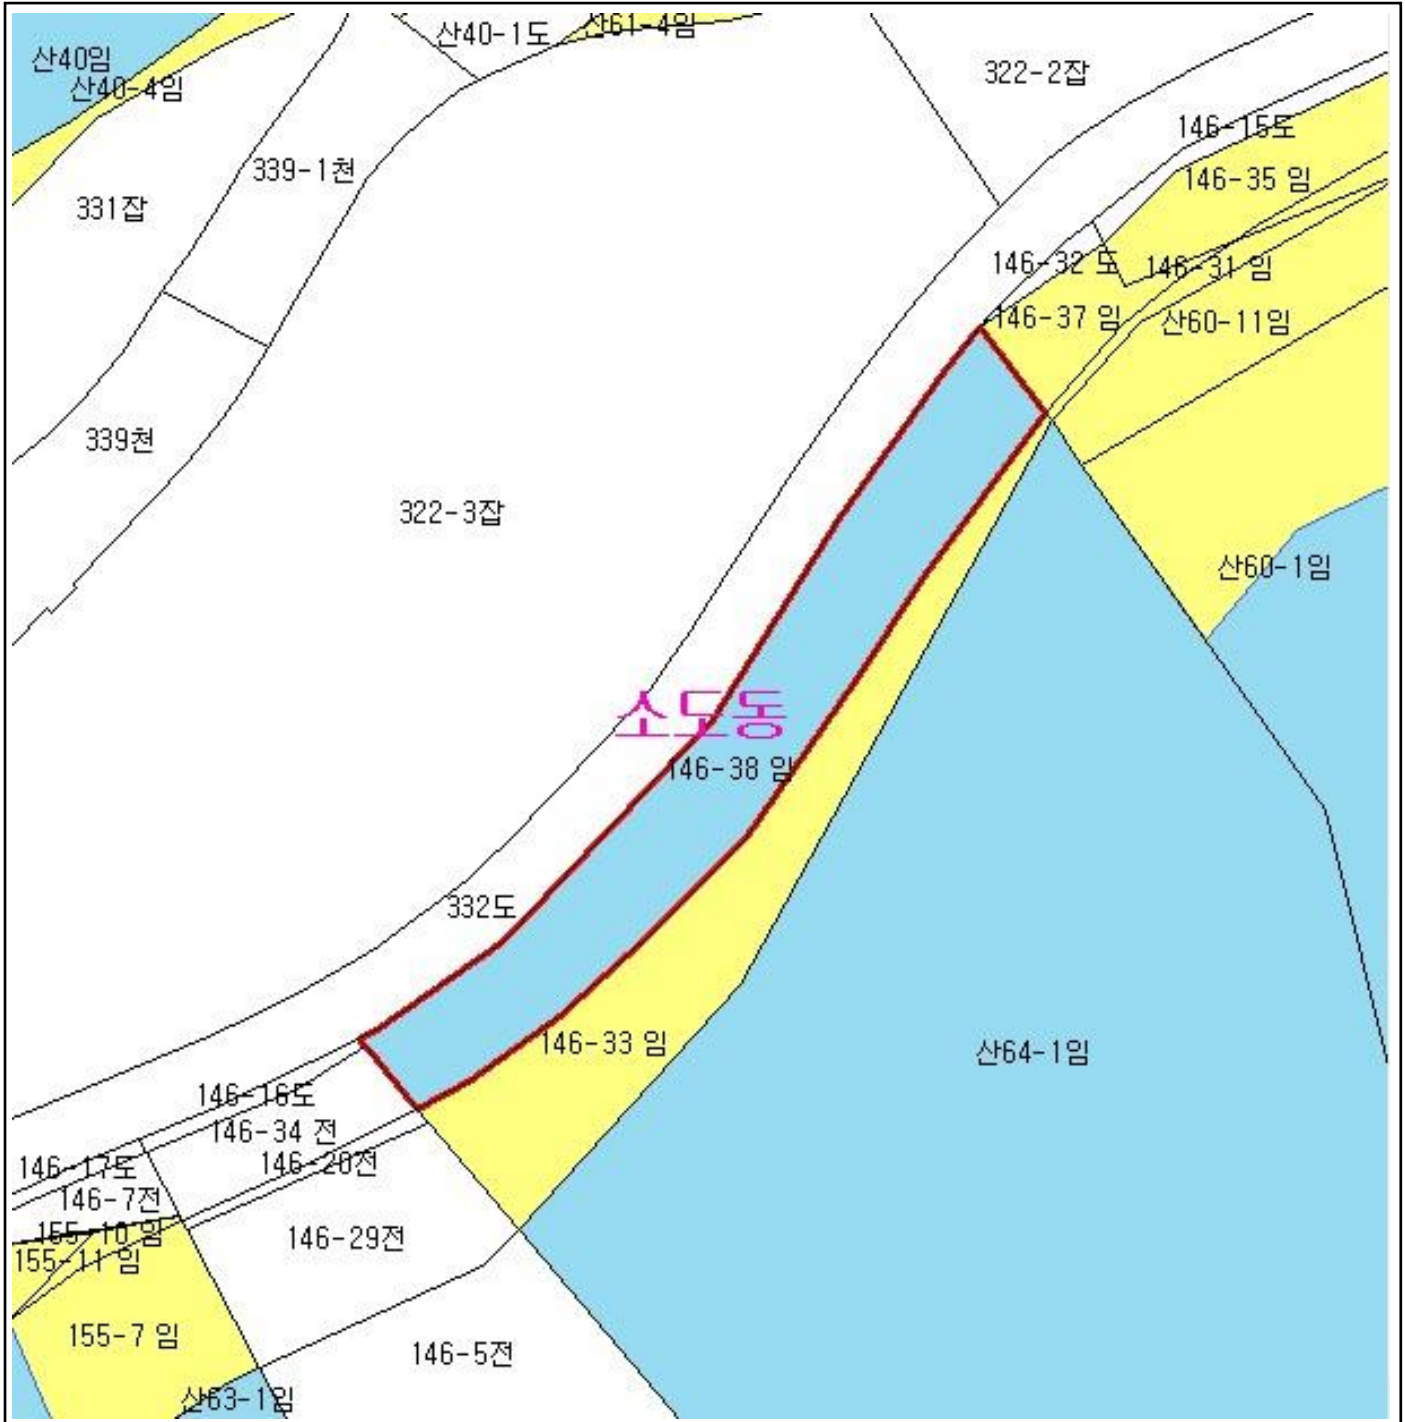 산40-1도
산61-4임
산40임
322-2잡
산40-4임
146-15도
339-1천
146-35 임
331잡
146-32 도
146-31 임
146-37 임
산60-11임
339천
322-3잡
산60-1임
소도동
146-38 임
332도
146-33 임
산64-1임
146-16도
146-34 전
146-20전
146-17도
146-7전
155-10 임
146-29전
155-11 임
155-7 임
146-5전
산63-1임